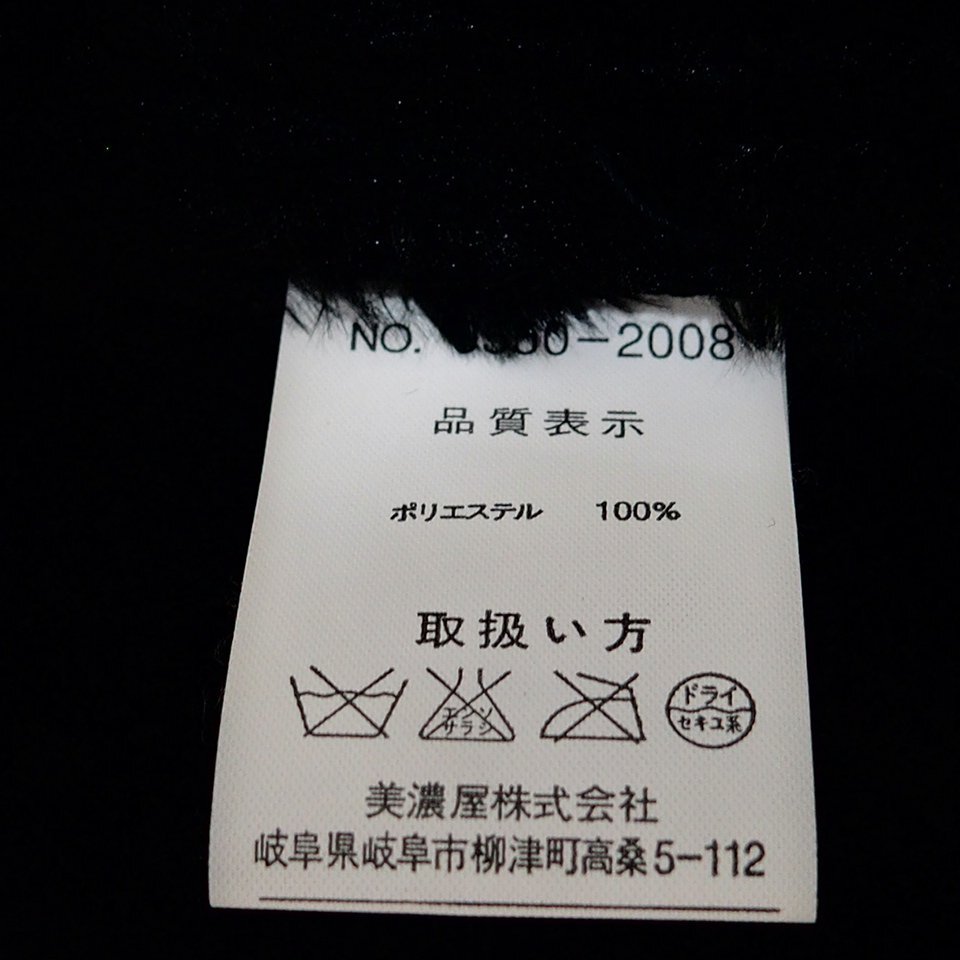 NO. -2008
品質表示
ポリエステル 100%
取扱い方
エンソ
サラシ
ドライ
セキユ系
美濃屋株式会社
岐阜県岐阜市柳津町高桑5-112